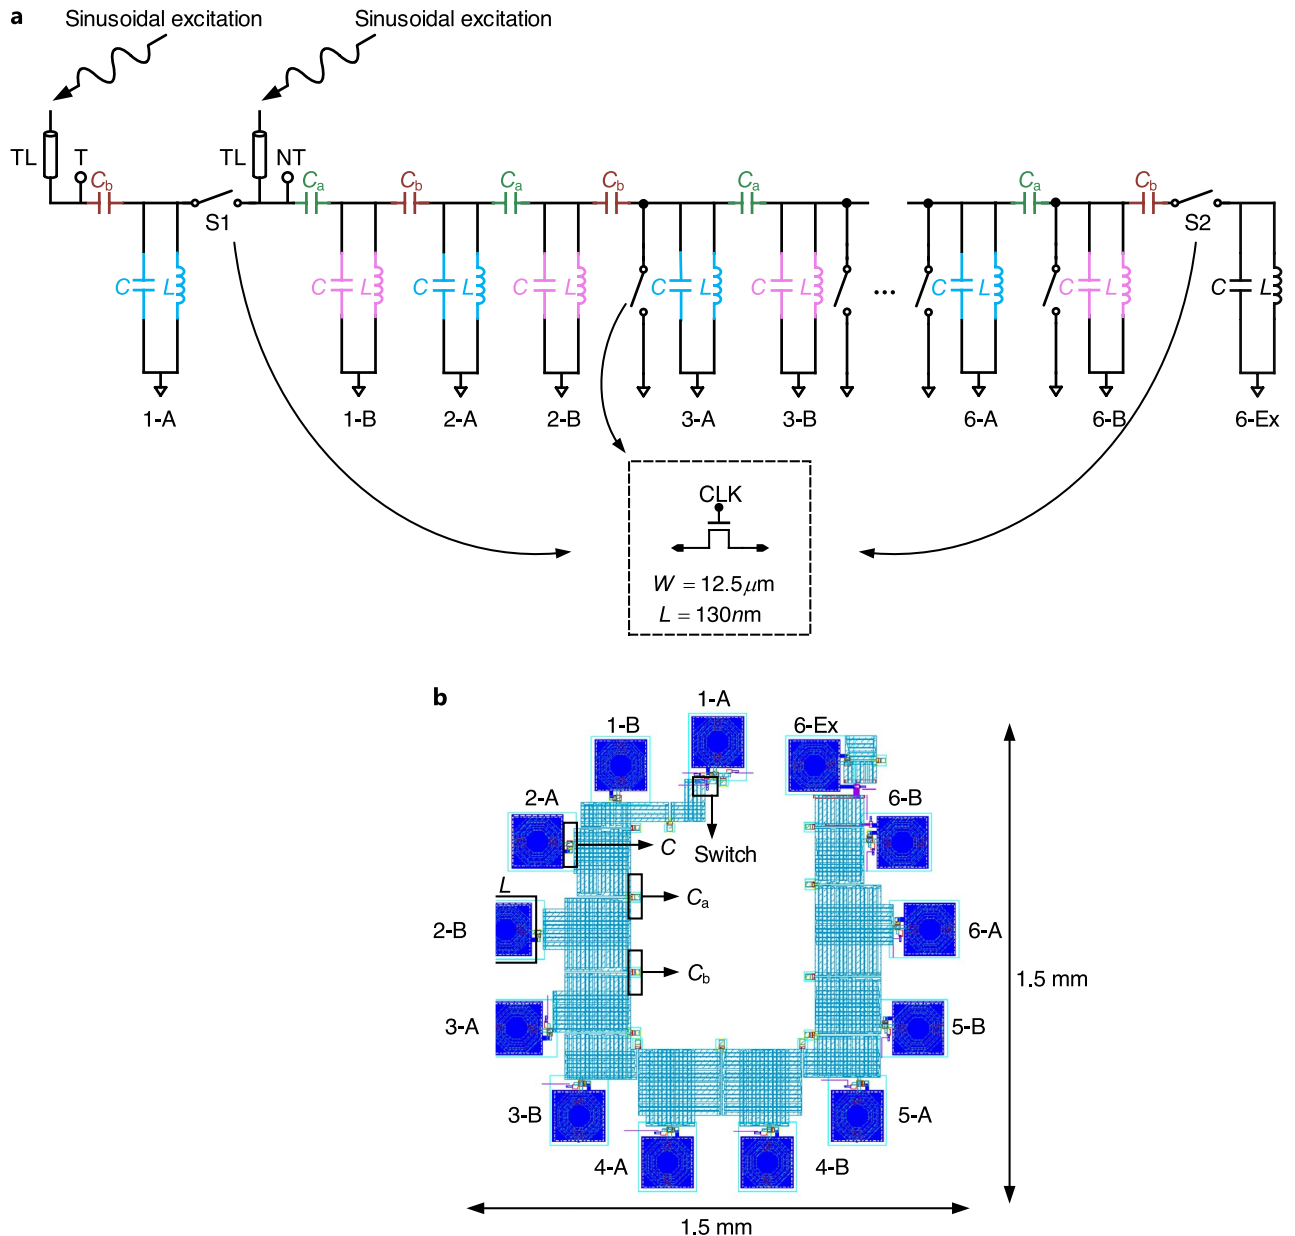 a
Sinusoidal excitation
Sinusoidal excitation
TL
T
TL
NT
Cb
Ca
Cb
Ca
Cb
Ca
Ca
Cb
S1
S2
C
L
C
L
C
L
C
L
C
L
C
L
...
C
L
C
L
C
L
1-A
1-B
2-A
2-B
3-A
3-B
6-A
6-B
6-Ex
CLK
W = 12.5μm
L = 130nm
b
1-A
1-B
6-Ex
2-A
6-B
C
Switch
L
Ca
2-B
6-A
Cb
1.5 mm
3-A
5-B
3-B
5-A
4-A
4-B
1.5 mm